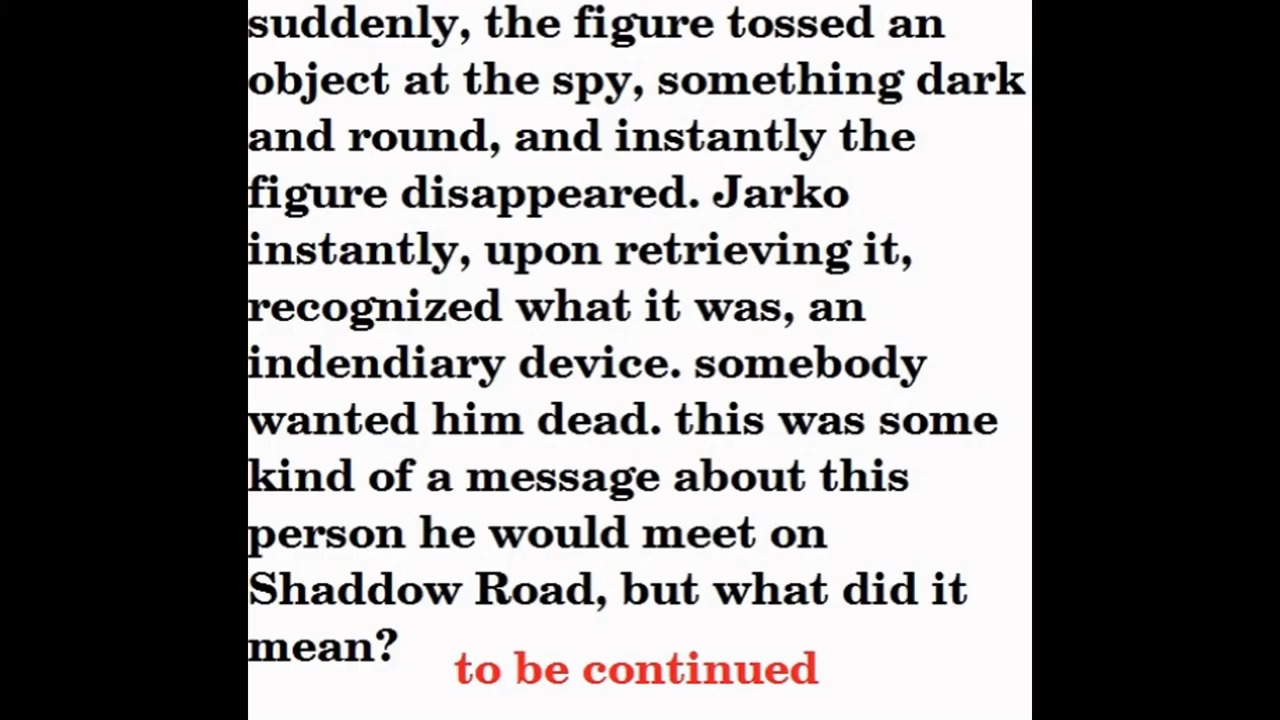 suddenly, the figure tossed an
object at the spy, something dark
and round, and instantly the
figure disappeared. Jarko
instantly, upon retrieving it,
recognized what it was, an
indendiary device. somebody
wanted him dead. this was some
kind of a message about this
person he would meet on
Shaddow Road, but what did it
mean?
to be continued